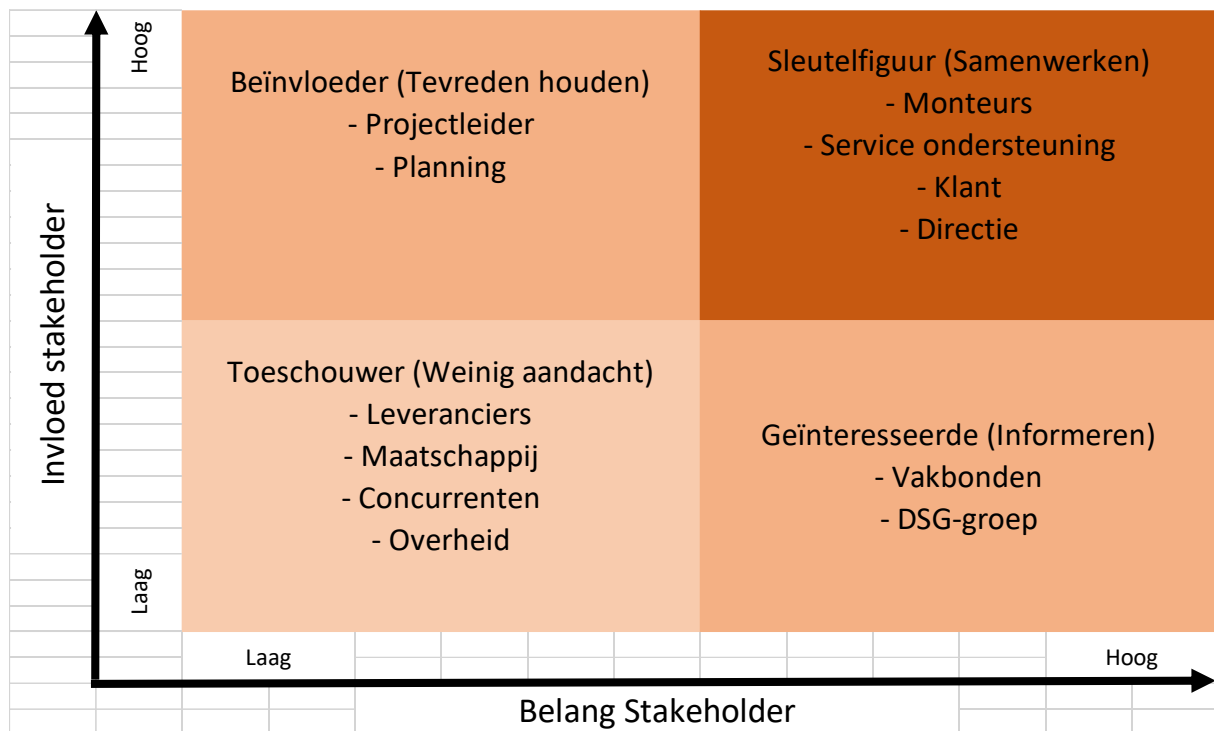 Hoog
Invloed stakeholder
Laag
Beïnvloeder (Tevreden houden)
- Projectleider
- Planning
Sleutelfiguur (Samenwerken)
- Monteurs
- Service ondersteuning
- Klant
- Directie
Toeschouwer (Weinig aandacht)
- Leveranciers
- Maatschappij
- Concurrenten
- Overheid
Geïnteresseerde (Informeren)
- Vakbonden
- DSG-groep
Laag
Hoog
Belang Stakeholder